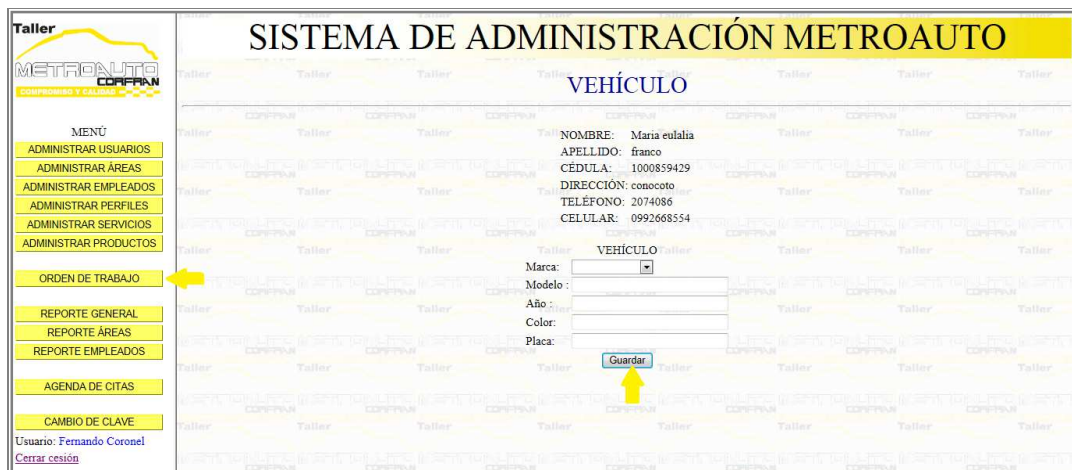 Taller
METROAUTO
CORFRAN
COMPROMISO Y CALIDAD
SISTEMA DE ADMINISTRACIÓN METROAUTO
VEHÍCULO
MENÚ
ADMINISTRAR USUARIOS
ADMINISTRAR ÁREAS
ADMINISTRAR EMPLEADOS
ADMINISTRAR PERFILES
ADMINISTRAR SERVICIOS
ADMINISTRAR PRODUCTOS
ORDEN DE TRABAJO
REPORTE GENERAL
REPORTE ÁREAS
REPORTE EMPLEADOS
AGENDA DE CITAS
CAMBIO DE CLAVE
Usuario: Fernando Coronel
Cerrar cesión
NOMBRE: Maria eulalia
APELLIDO: franco
CÉDULA: 1000859429
DIRECCIÓN: conocoto
TELÉFONO: 2074086
CELULAR: 0992668554
VEHÍCULO
Marca:
Modelo :
Año :
Color:
Placa:
Guardar